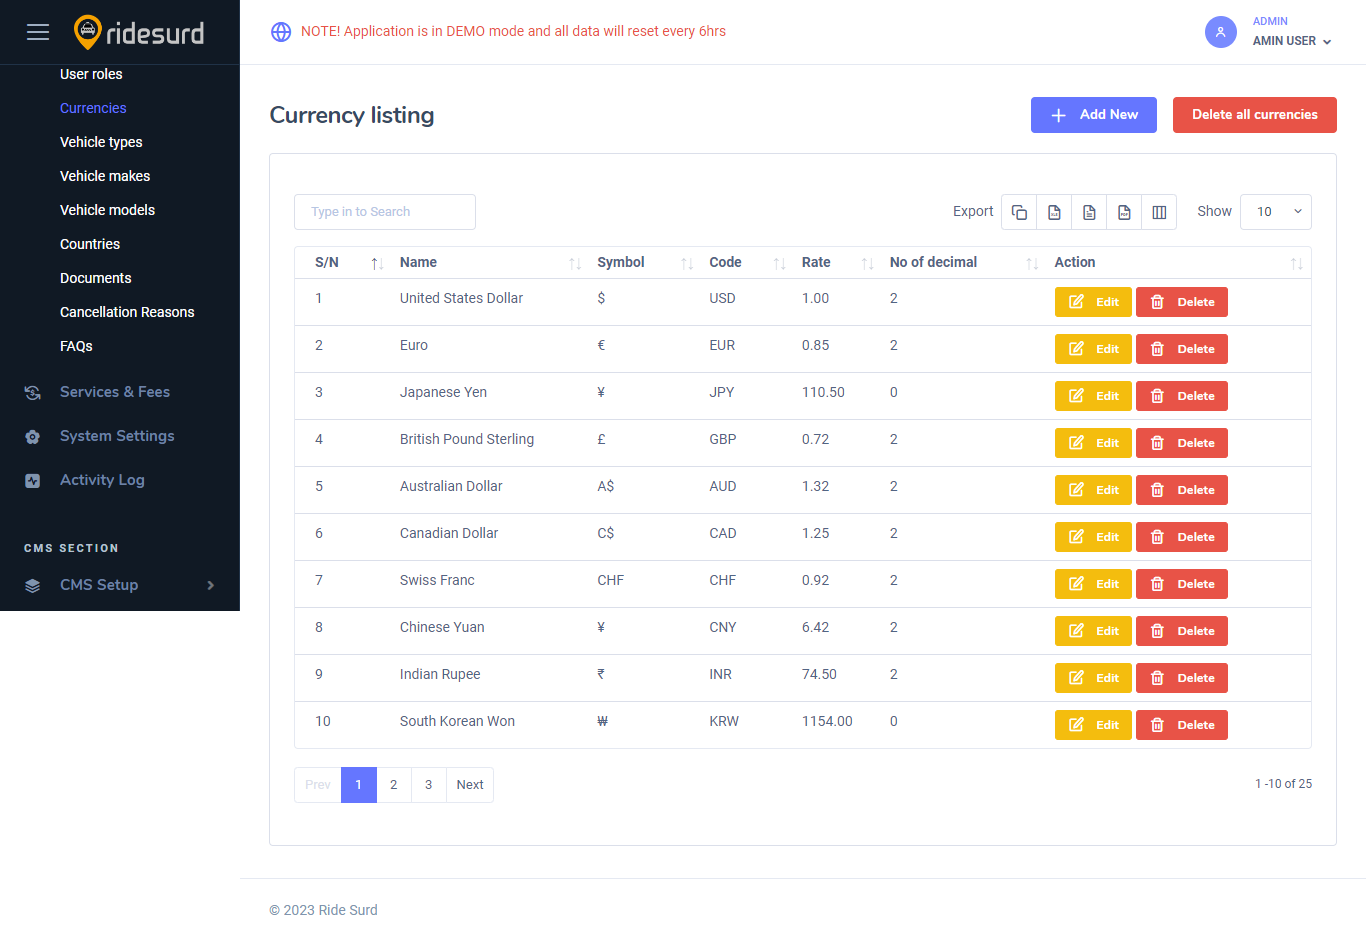 ridesurd
NOTE! Application is in DEMO mode and all data will reset every 6hrs
ADMIN
AMIN USER
User roles
Currencies
Vehicle types
Vehicle makes
Vehicle models
Countries
Documents
Cancellation Reasons
FAQs
Services & Fees
System Settings
Activity Log
CMS SECTION
CMS Setup
Currency listing
Add New
Delete all currencies
Type in to Search
Export
Show 10
S/N Name Symbol Code Rate No of decimal Action
1 United States Dollar $ USD 1.00 2 Edit Delete
2 Euro € EUR 0.85 2 Edit Delete
3 Japanese Yen ¥ JPY 110.50 0 Edit Delete
4 British Pound Sterling £ GBP 0.72 2 Edit Delete
5 Australian Dollar A$ AUD 1.32 2 Edit Delete
6 Canadian Dollar C$ CAD 1.25 2 Edit Delete
7 Swiss Franc CHF CHF 0.92 2 Edit Delete
8 Chinese Yuan ¥ CNY 6.42 2 Edit Delete
9 Indian Rupee ₹ INR 74.50 2 Edit Delete
10 South Korean Won ₩ KRW 1154.00 0 Edit Delete
Prev 1 2 3 Next
1 -10 of 25
© 2023 Ride Surd